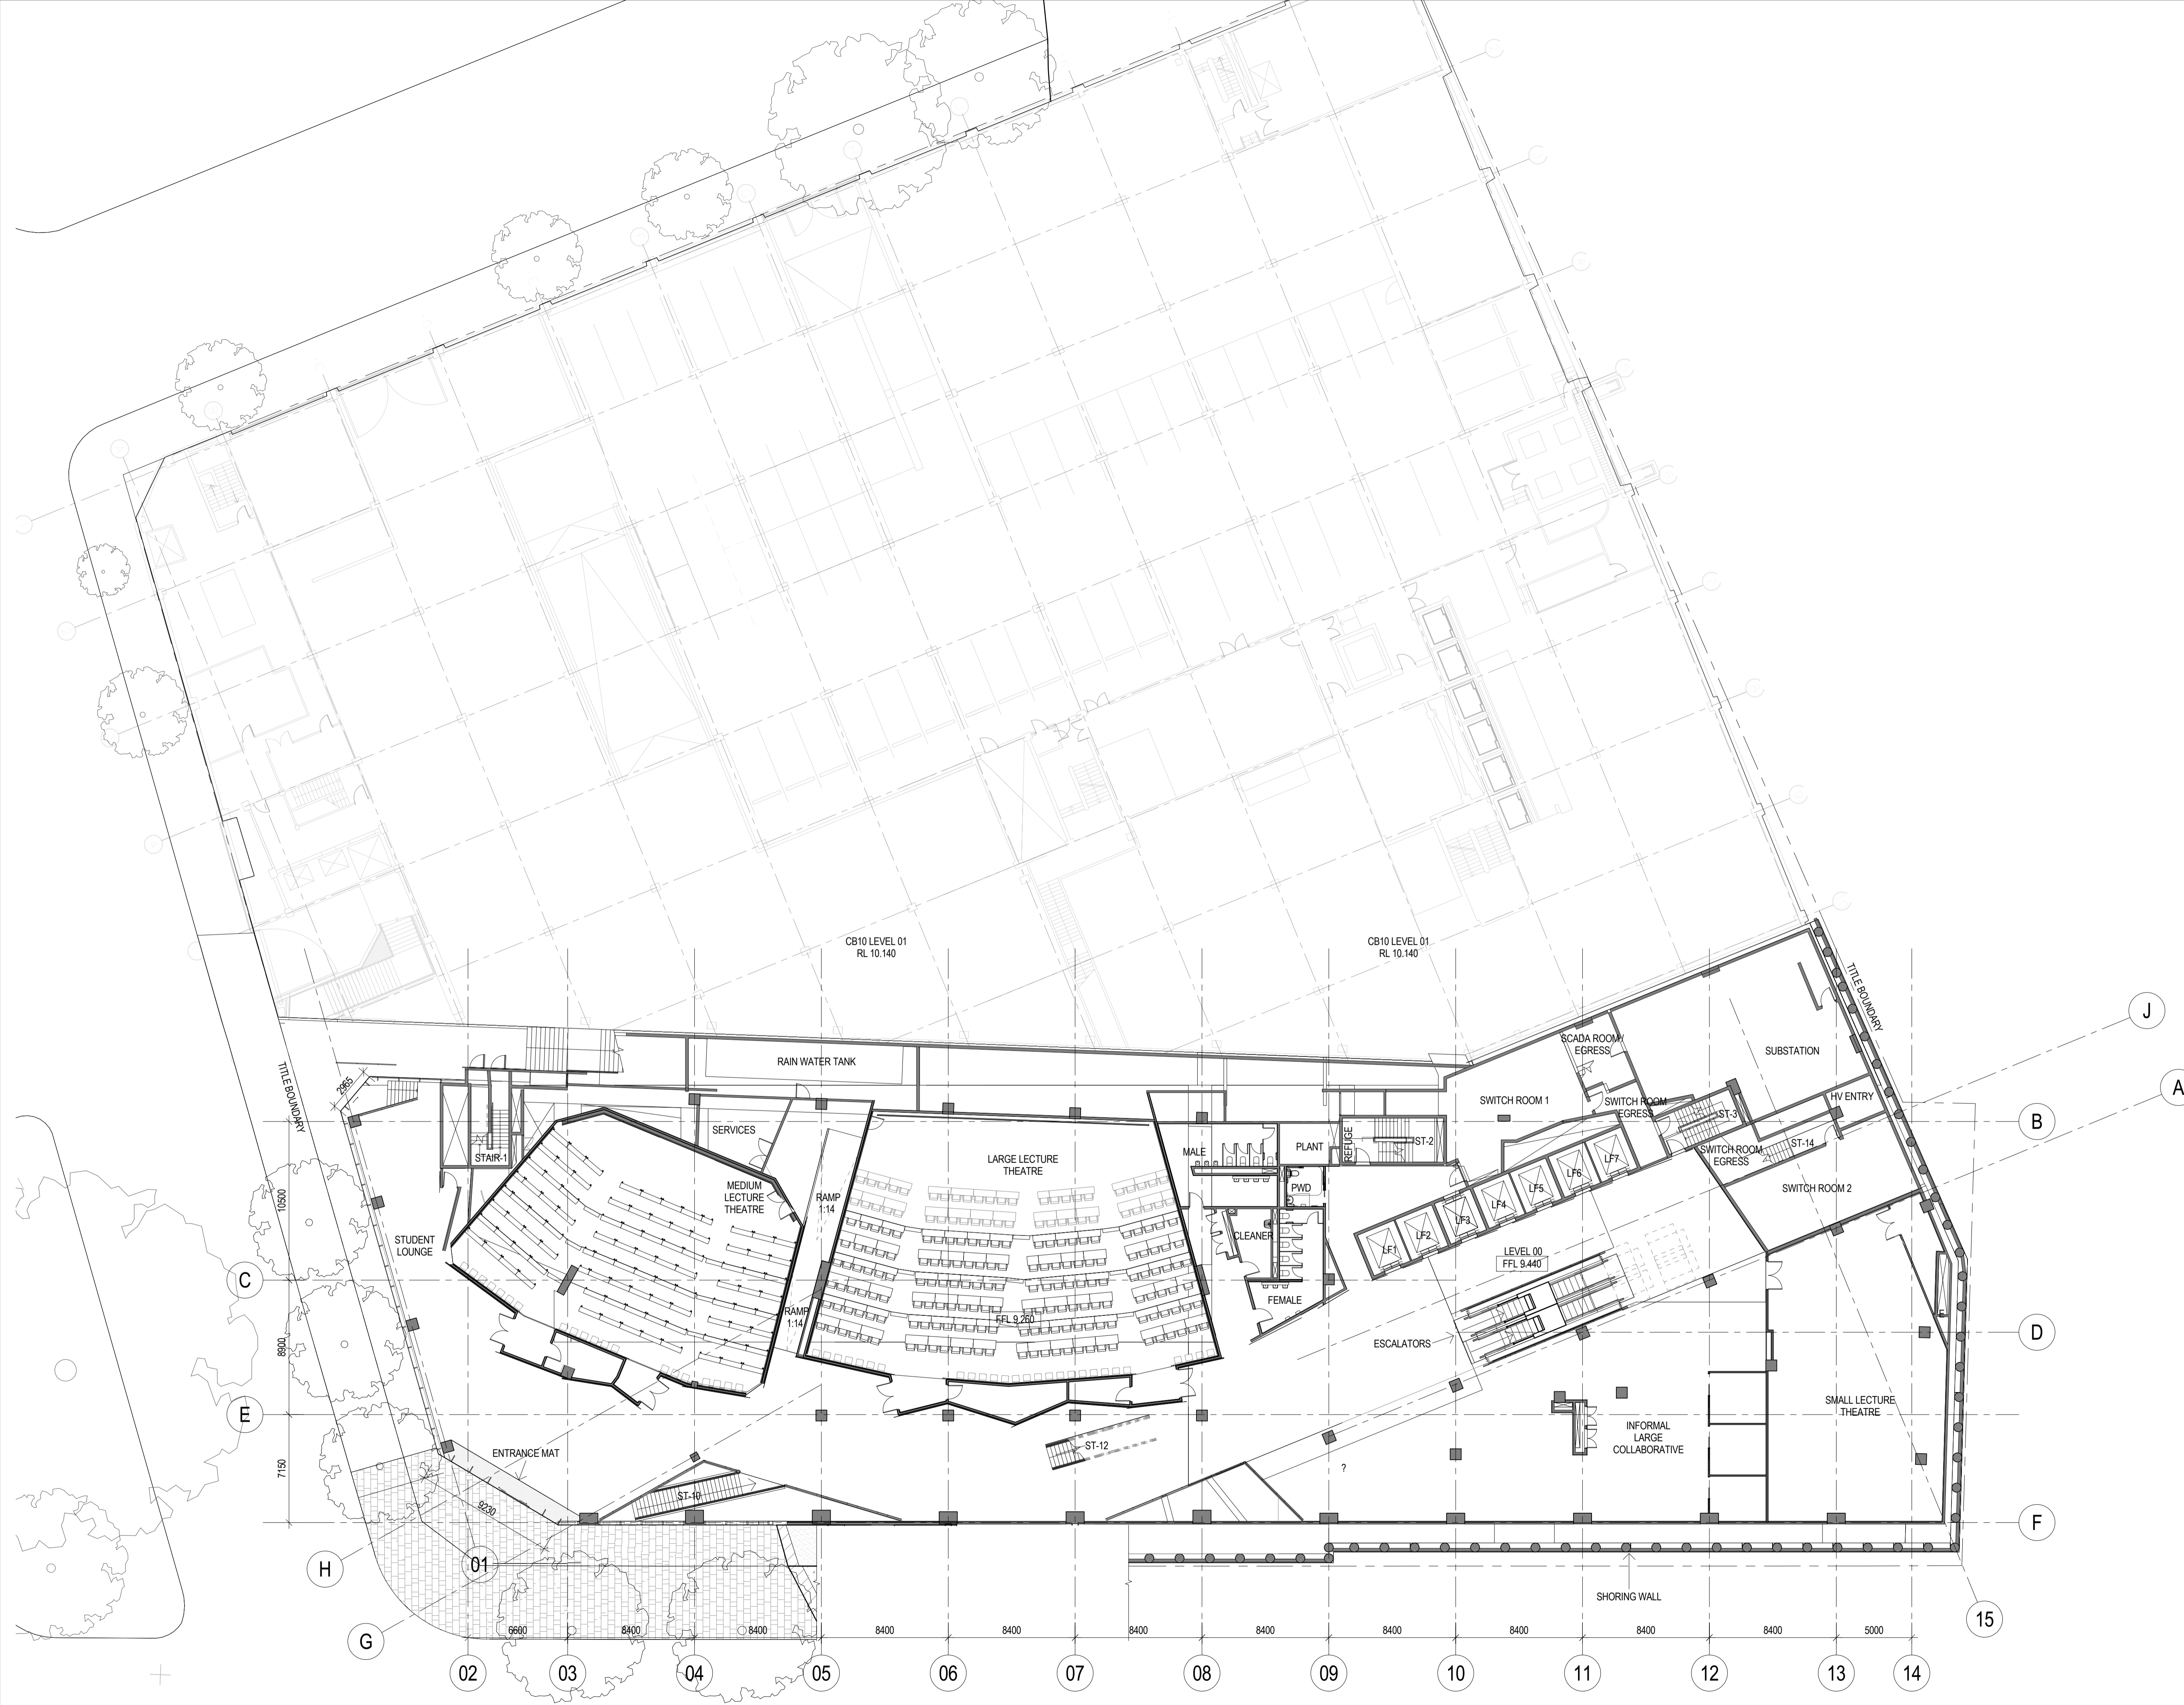 CB10 LEVEL 01
RL 10.140
CB10 LEVEL 01
RL 10.140
TITLE BOUNDARY
J
A
B
C
D
E
F
H
G
01
15
TITLE BOUNDARY
2965
10500
8900
7150
9230
RAIN WATER TANK
SERVICES
STAIR-1
STUDENT
LOUNGE
MEDIUM
LECTURE
THEATRE
RAMP
1:14
RAMP
1:14
LARGE LECTURE
THEATRE
FFL 9.260
MALE
PLANT
REFUGE
ST-2
PWD
CLEANER
FEMALE
SCADA ROOM/
EGRESS
SUBSTATION
SWITCH ROOM 1
SWITCH ROOM
EGRESS
ST-3
HV ENTRY
SWITCH ROOM
EGRESS
ST-14
SWITCH ROOM 2
LF1
LF2
LF3
LF4
LF5
LF6
LF7
LEVEL 00
FFL 9.440
ESCALATORS
E
SMALL LECTURE
THEATRE
INFORMAL
LARGE
COLLABORATIVE
?
ENTRANCE MAT
ST-10
ST-12
SHORING WALL
6600
8400
8400
8400
8400
8400
8400
8400
8400
8400
8400
5000
02
03
04
05
06
07
08
09
10
11
12
13
14